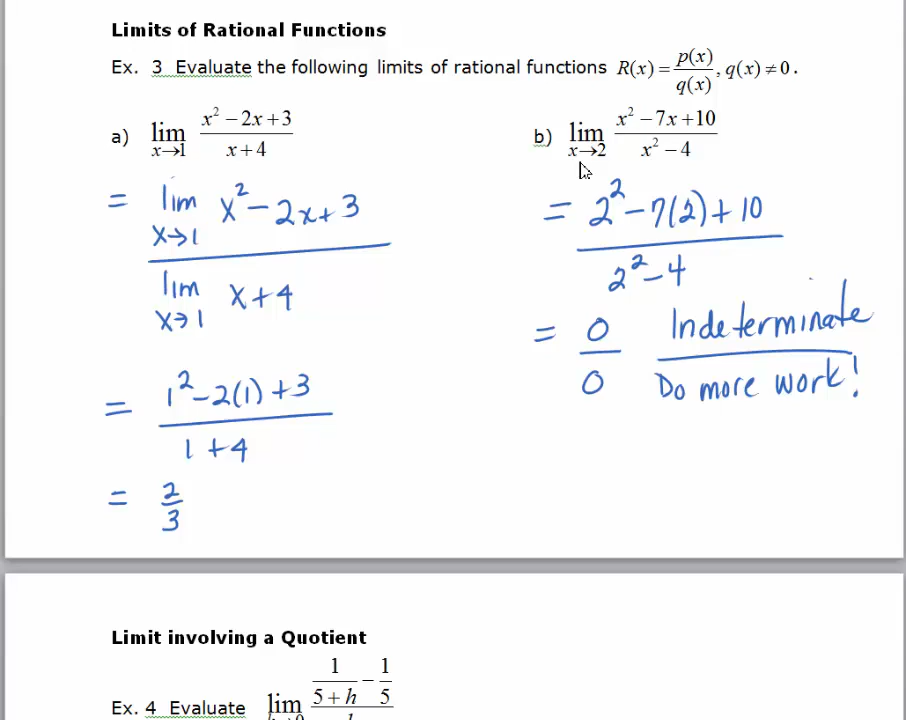 Limits of Rational Functions
Ex. 3 Evaluate the following limits of rational functions R(x) = p(x)/q(x), q(x) ≠ 0.
a) lim x→1 (x² − 2x + 3)/(x + 4)
= (lim x→1 x² − 2x + 3)/(lim x→1 x + 4)
= (1² − 2(1) + 3)/(1 + 4)
= 2/3
b) lim x→2 (x² − 7x + 10)/(x² − 4)
= (2² − 7(2) + 10)/(2² − 4)
= 0/0 Indeterminate
Do more work!
Limit involving a Quotient
Ex. 4 Evaluate lim 1/(5 + h) − 1/5